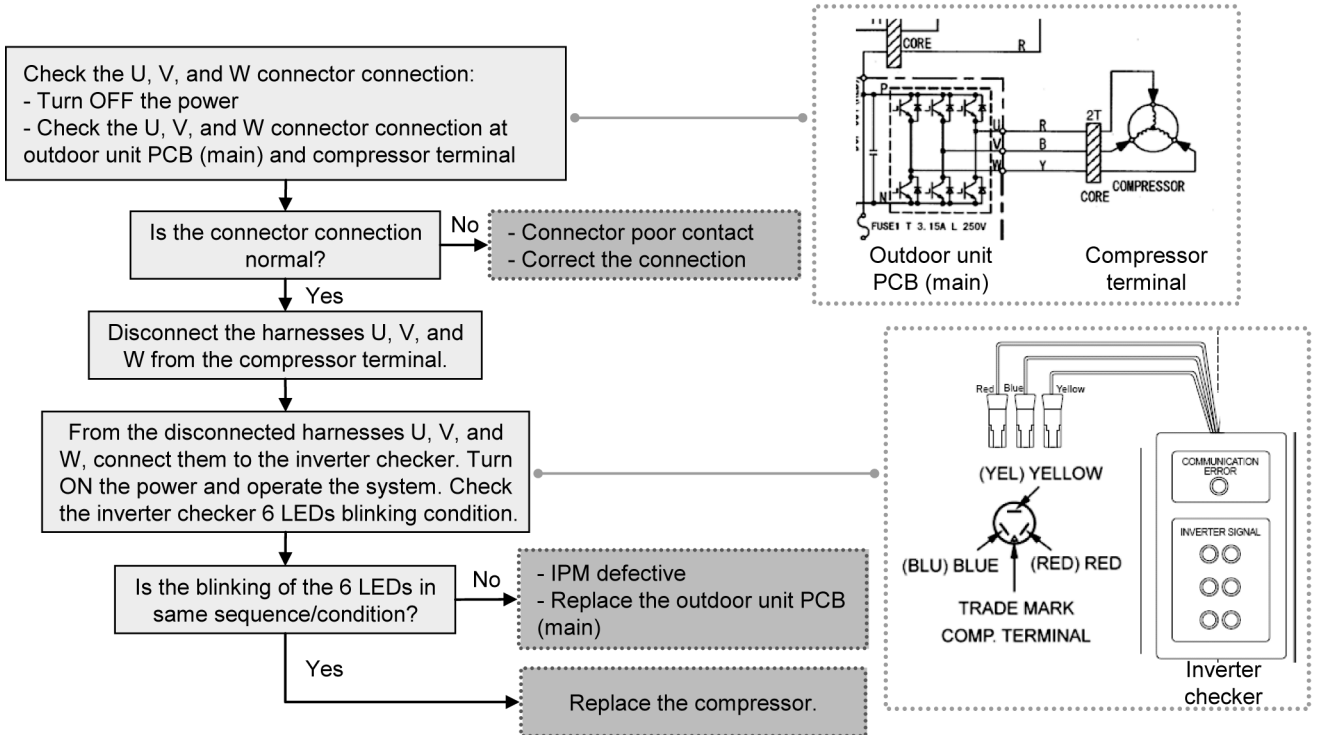 Check the U, V, and W connector connection:
- Turn OFF the power
- Check the U, V, and W connector connection at
outdoor unit PCB (main) and compressor terminal
Is the connector connection
normal?
No
- Connector poor contact
- Correct the connection
Yes
Disconnect the harnesses U, V, and
W from the compressor terminal.
From the disconnected harnesses U, V, and
W, connect them to the inverter checker. Turn
ON the power and operate the system. Check
the inverter checker 6 LEDs blinking condition.
Is the blinking of the 6 LEDs in
same sequence/condition?
No
- IPM defective
- Replace the outdoor unit PCB
(main)
Yes
Replace the compressor.
CORE
R
P
U
R
2T
V
B
W
Y
N
CORE
COMPRESSOR
FUSE1 T 3.15A L 250V
Outdoor unit
PCB (main)
Compressor
terminal
Red
Blue
Yellow
(YEL) YELLOW
(BLU) BLUE
(RED) RED
TRADE MARK
COMP. TERMINAL
COMMUNICATION
ERROR
INVERTER SIGNAL
Inverter
checker